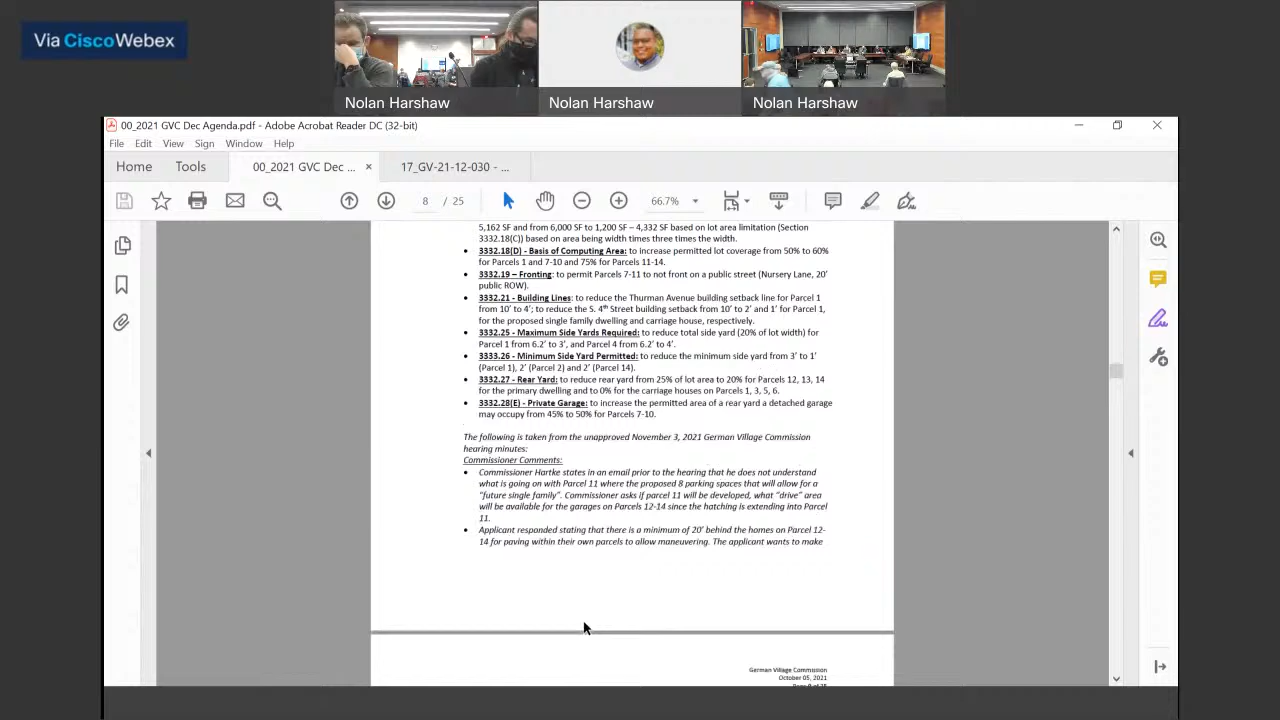 Via Cisco Webex
Nolan Harshaw
Nolan Harshaw
Nolan Harshaw
00_2021 GVC Dec Agenda.pdf - Adobe Acrobat Reader DC (32-bit)
File Edit View Sign Window Help
Home Tools 00_2021 GVC Dec ... × 17_GV-21-12-030 - ...
8 / 25 66.7%
5,162 SF and from 6,000 SF to 1,200 SF – 4,332 SF based on lot area limitation (Section
3332.18(C)) based on area being width times three times the width.
• 3332.18(D) - Basis of Computing Area: to increase permitted lot coverage from 50% to 60%
for Parcels 1 and 7-10 and 75% for Parcels 11-14.
• 3332.19 – Fronting: to permit Parcels 7-11 to not front on a public street (Nursery Lane, 20'
public ROW).
• 3332.21 - Building Lines: to reduce the Thurman Avenue building setback line for Parcel 1
from 10' to 4'; to reduce the S. 4th Street building setback from 10' to 2' and 1' for Parcel 1,
for the proposed single family dwelling and carriage house, respectively.
• 3332.25 - Maximum Side Yards Required: to reduce total side yard (20% of lot width) for
Parcel 1 from 6.2' to 3', and Parcel 4 from 6.2' to 4'.
• 3333.26 - Minimum Side Yard Permitted: to reduce the minimum side yard from 3' to 1'
(Parcel 1), 2' (Parcel 2) and 2' (Parcel 14).
• 3332.27 - Rear Yard: to reduce rear yard from 25% of lot area to 20% for Parcels 12, 13, 14
for the primary dwelling and to 0% for the carriage houses on Parcels 1, 3, 5, 6.
• 3332.28(E) - Private Garage: to increase the permitted area of a rear yard a detached garage
may occupy from 45% to 50% for Parcels 7-10.
The following is taken from the unapproved November 3, 2021 German Village Commission
hearing minutes:
Commissioner Comments:
• Commissioner Hartke states in an email prior to the hearing that he does not understand
what is going on with Parcel 11 where the proposed 8 parking spaces that will allow for a
"future single family". Commissioner asks if parcel 11 will be developed, what "drive" area
will be available for the garages on Parcels 12-14 since the hatching is extending into Parcel
11.
• Applicant responded stating that there is a minimum of 20' behind the homes on Parcel 12-
14 for paving within their own parcels to allow maneuvering. The applicant wants to make
German Village Commission
October 05, 2021